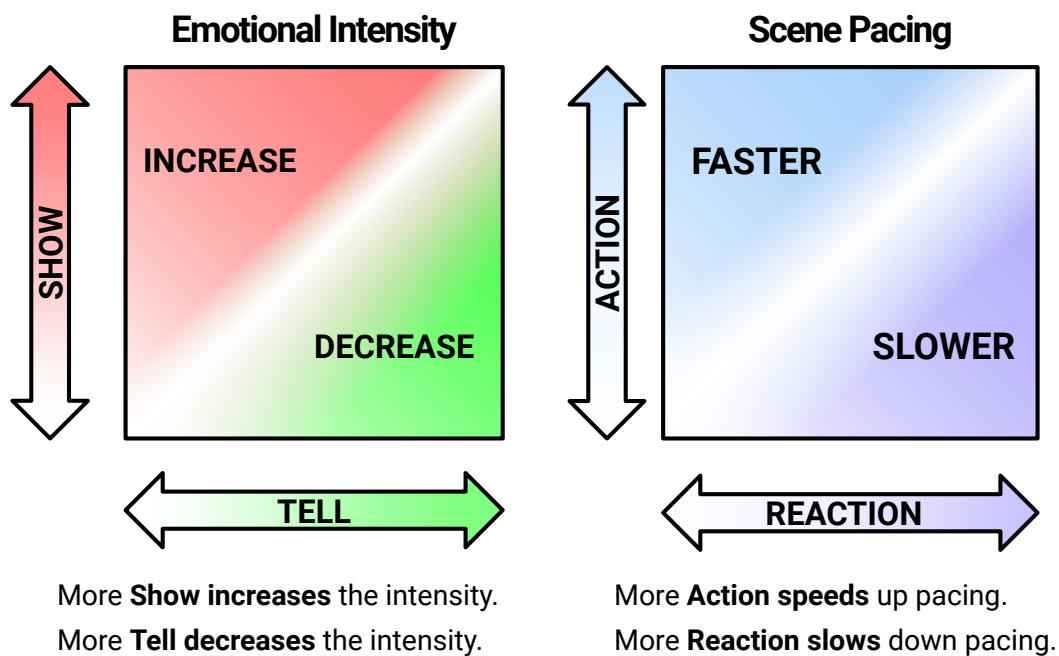 Emotional Intensity
SHOW
INCREASE
DECREASE
TELL
More Show increases the intensity.
More Tell decreases the intensity.
Scene Pacing
ACTION
FASTER
SLOWER
REACTION
More Action speeds up pacing.
More Reaction slows down pacing.